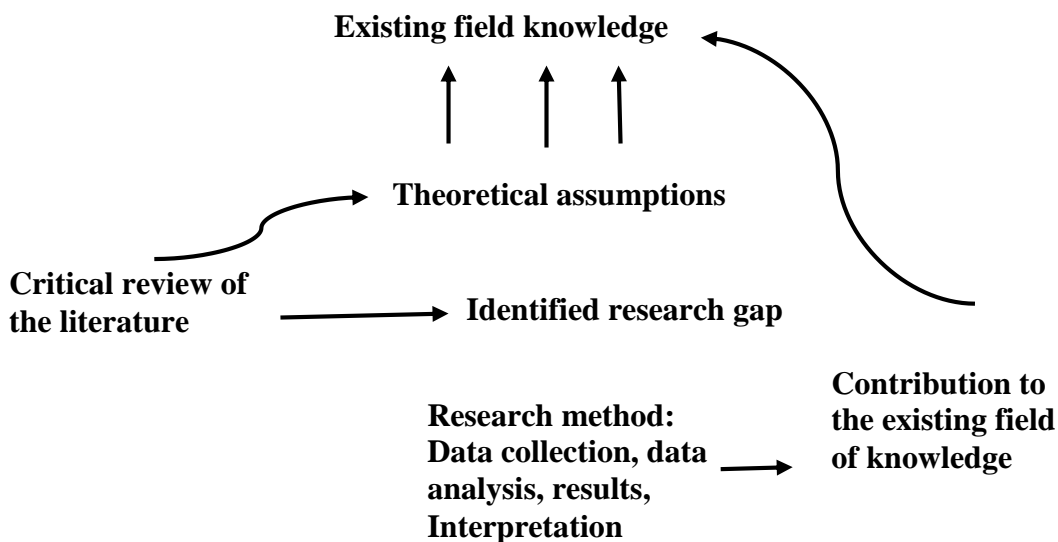 Existing field knowledge
Theoretical assumptions
Critical review of
the literature
Identified research gap
Research method:
Data collection, data
analysis, results,
Interpretation
Contribution to
the existing field
of knowledge